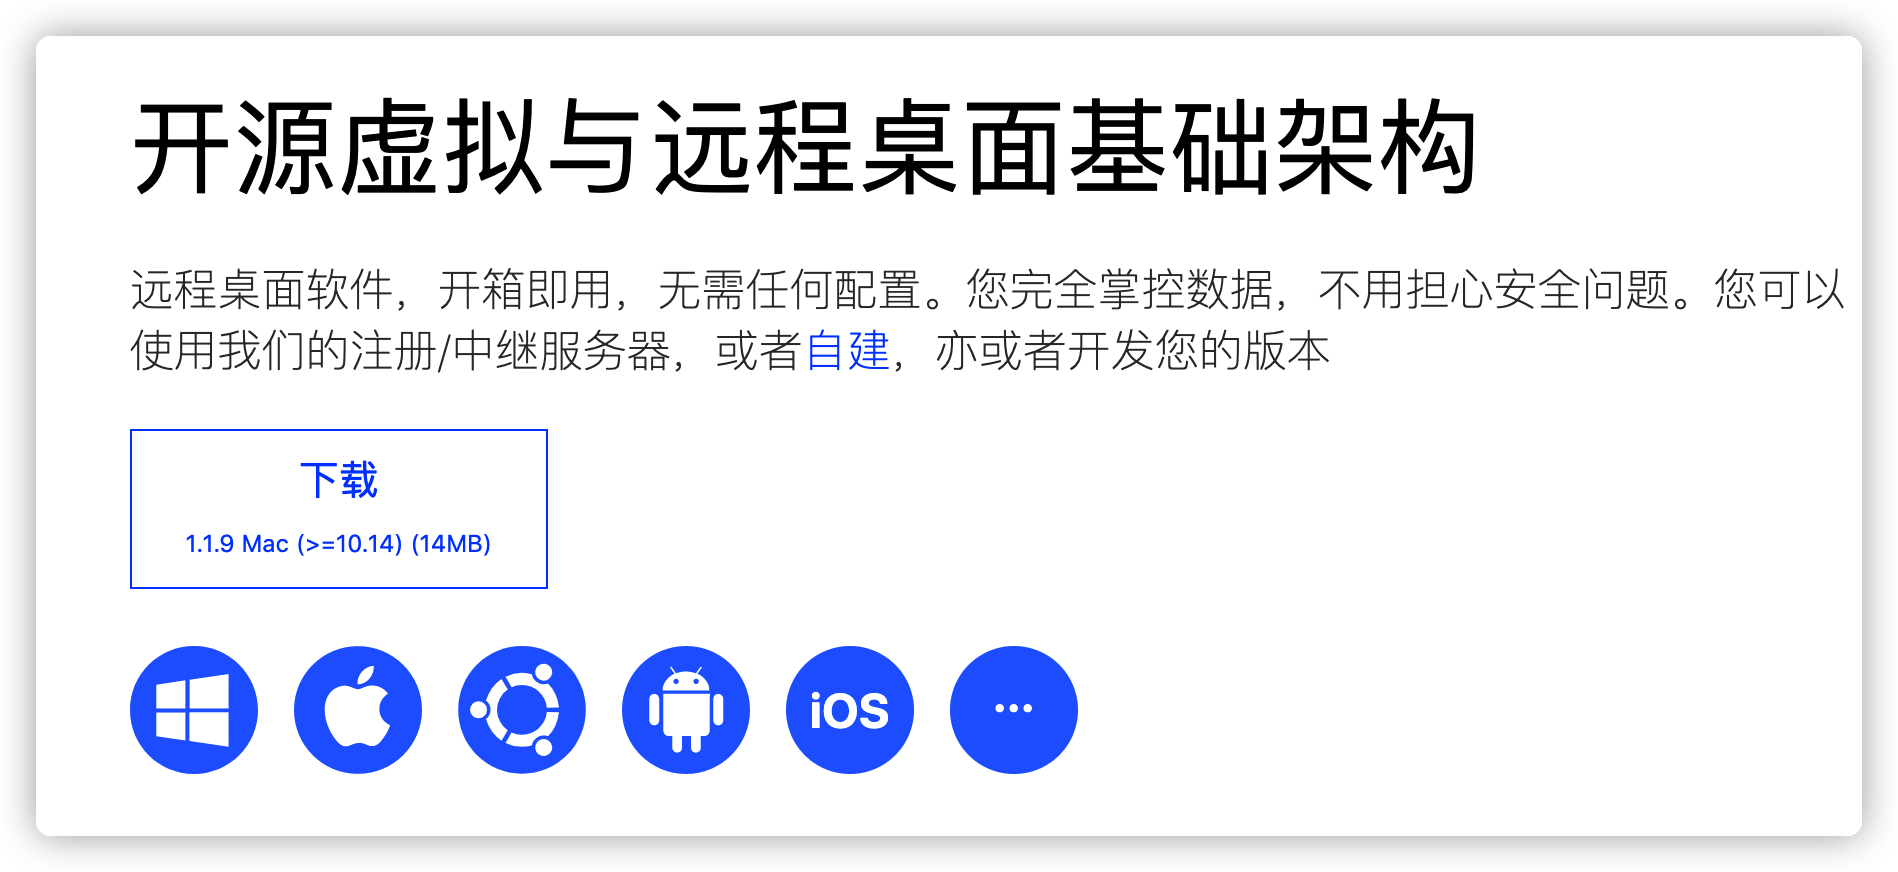 开源虚拟与远程桌面基础架构
远程桌面软件，开箱即用，无需任何配置。您完全掌控数据，不用担心安全问题。您可以
使用我们的注册/中继服务器，或者自建，亦或者开发您的版本
下载
1.1.9 Mac (>=10.14) (14MB)
iOS
...